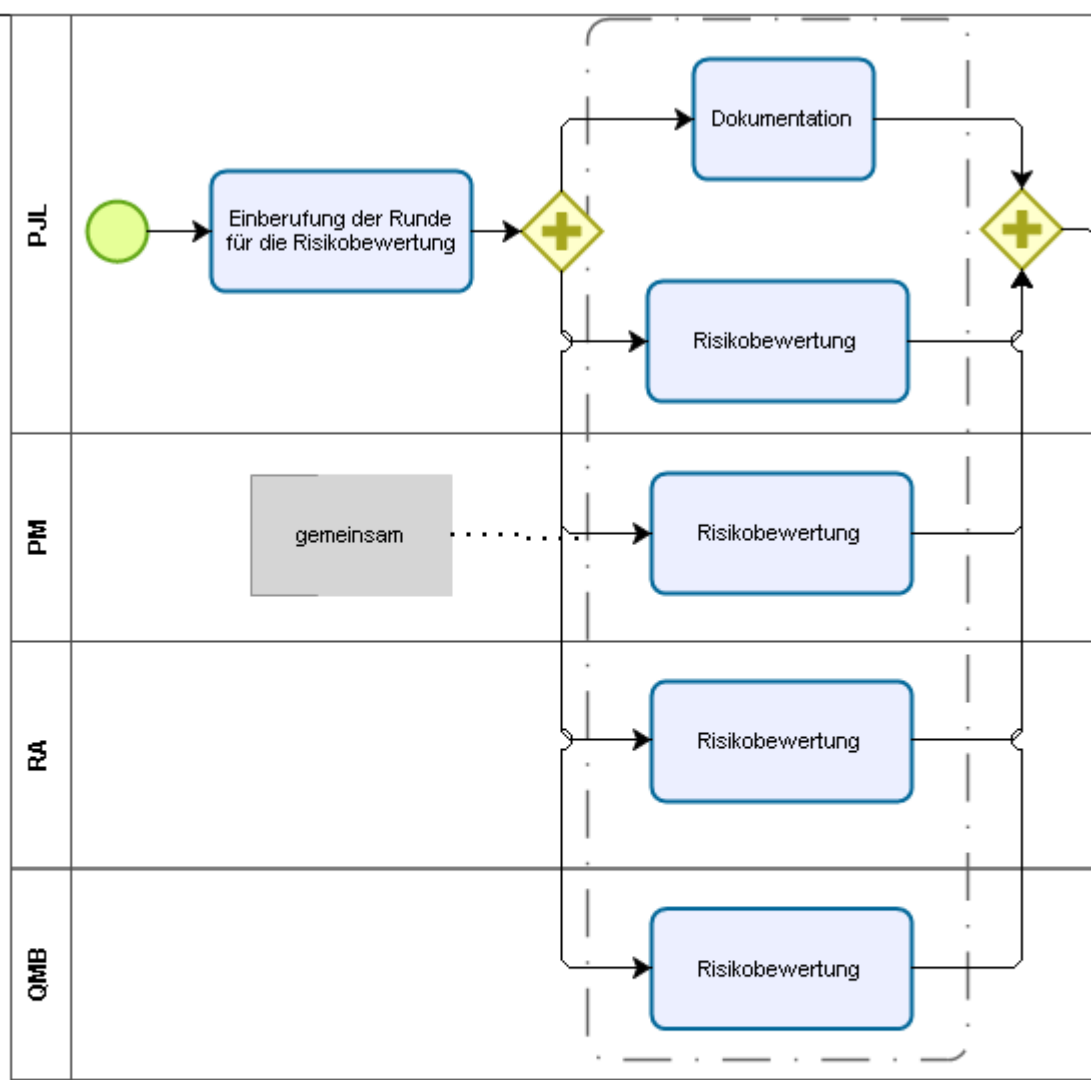 PJL
Einberufung der Runde
für die Risikobewertung
Dokumentation
Risikobewertung
PM
gemeinsam
Risikobewertung
RA
Risikobewertung
QMB
Risikobewertung